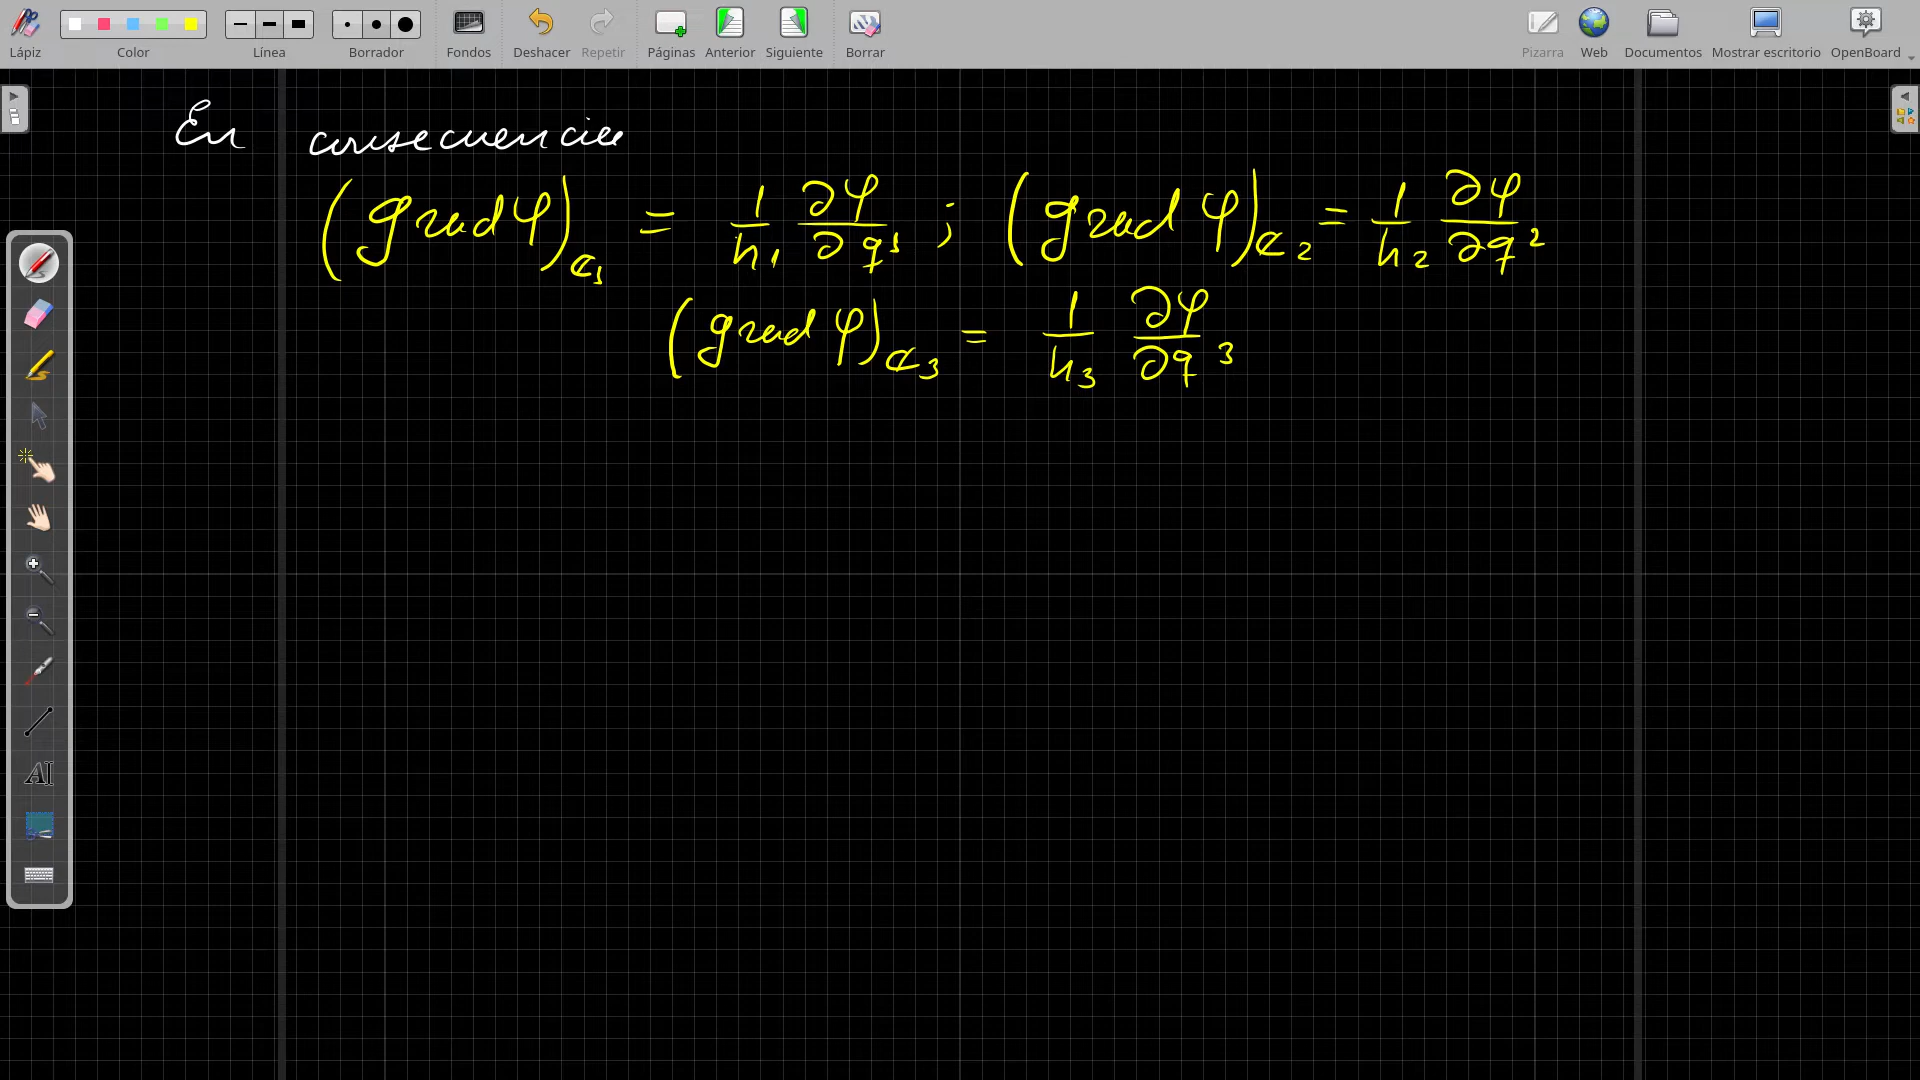 Lápiz Color Línea Borrador Fondos Deshacer Repetir Páginas Anterior Siguiente Borrar Pizarra Web Documentos Mostrar escritorio OpenBoard
En consecuencia
(grad φ)_{e₁} = 1/h₁ ∂φ/∂q¹ ; (grad φ)_{e₂} = 1/h₂ ∂φ/∂q²
(grad φ)_{e₃} = 1/h₃ ∂φ/∂q³